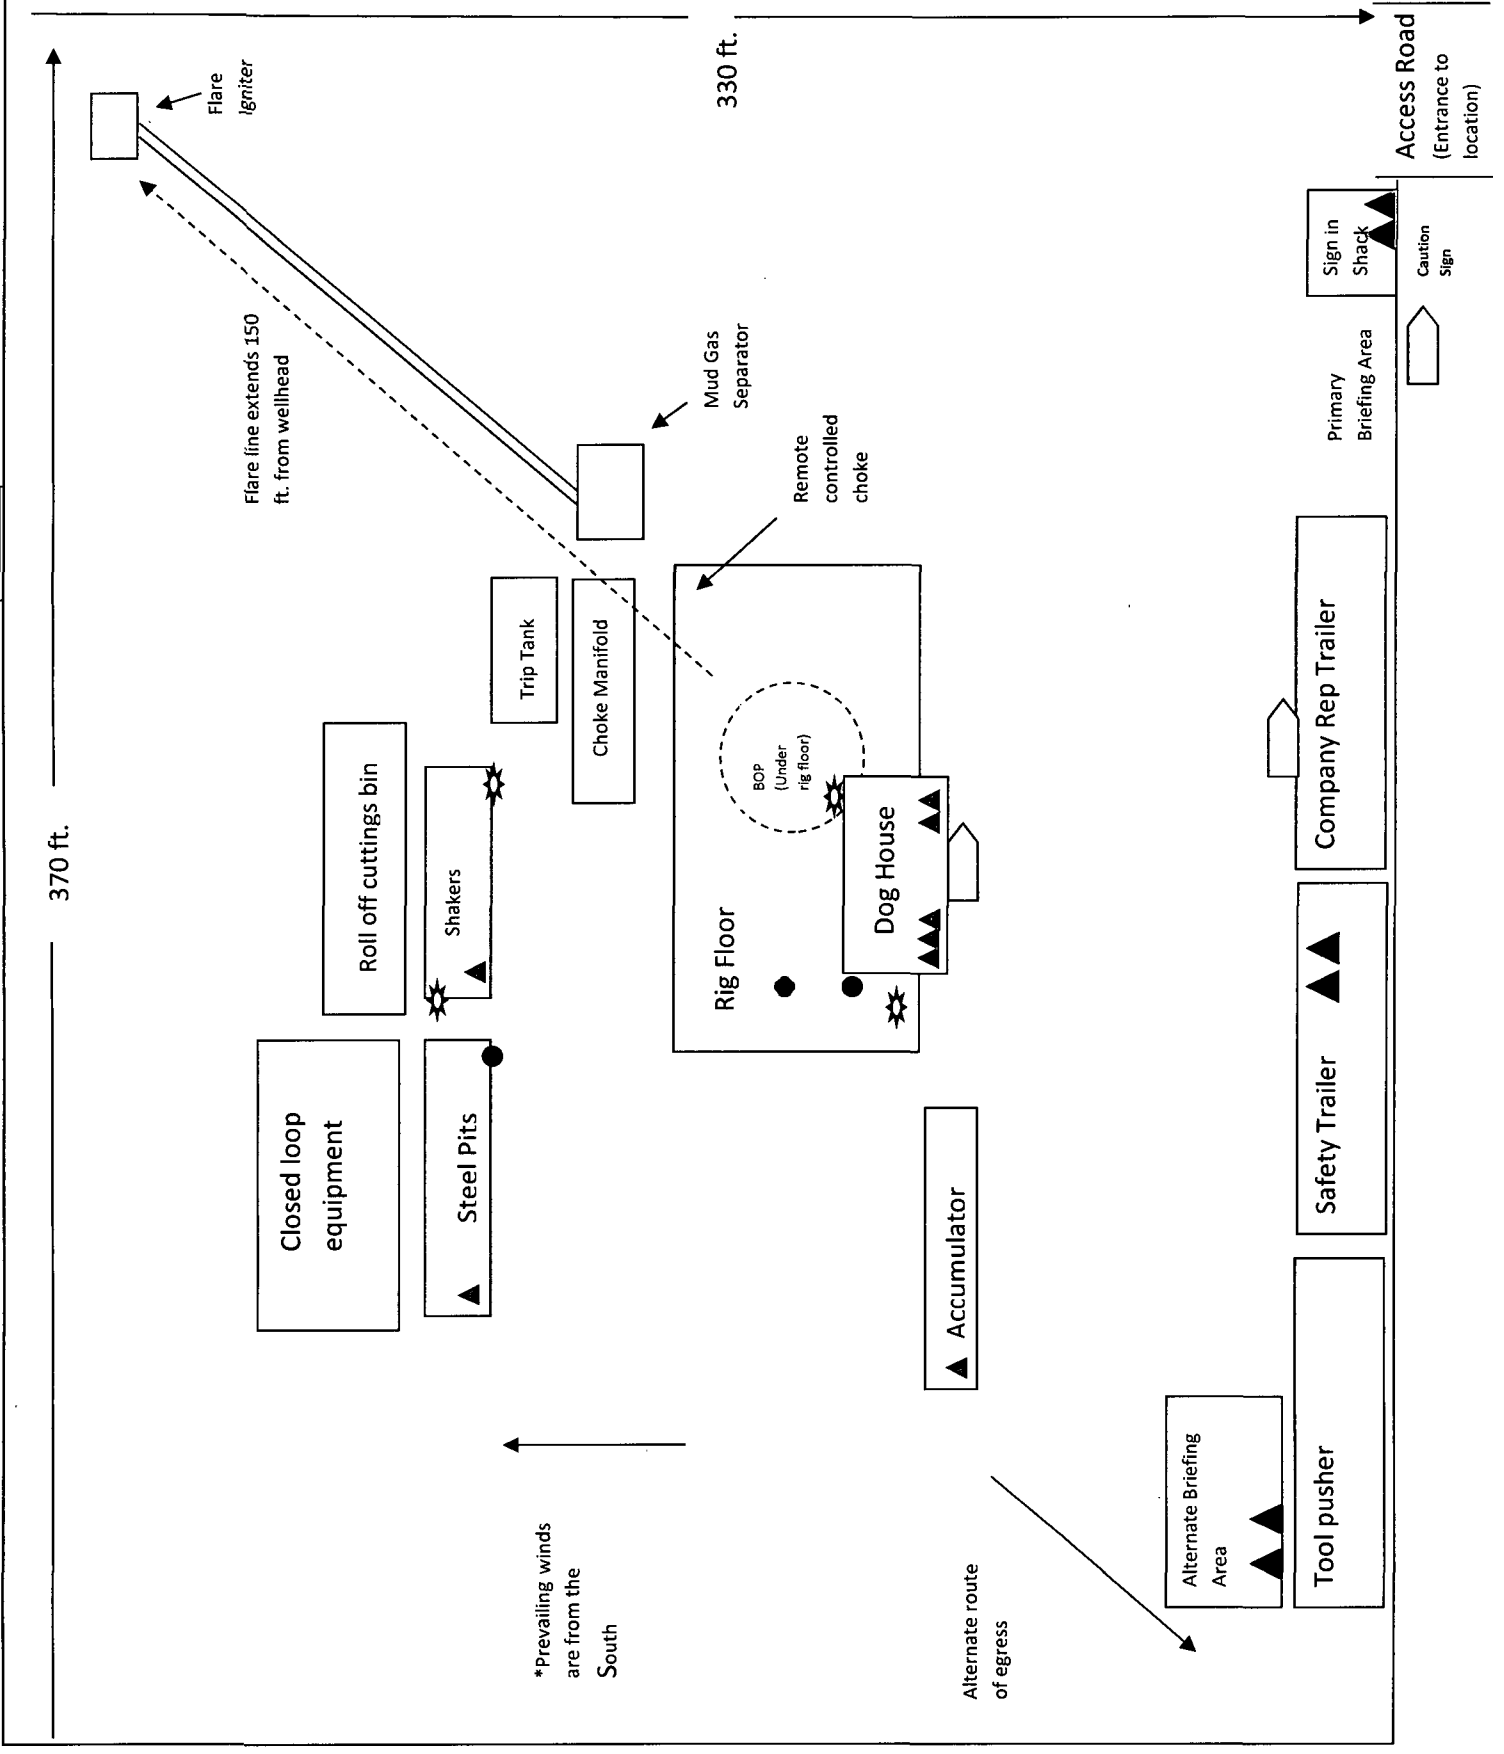 370 ft.
330 ft.
Flare
Igniter
Flare line extends 150
ft. from wellhead
Mud Gas
Separator
Remote
controlled
choke
Trip Tank
Choke Manifold
Roll off cuttings bin
Shakers
Closed loop
equipment
Steel Pits
BOP
(Under
rig floor)
Rig Floor
Dog House
Accumulator
*Prevailing winds
are from the
South
Alternate route
of egress
Alternate Briefing
Area
Tool pusher
Safety Trailer
Company Rep Trailer
Primary
Briefing Area
Sign in
Shack
Caution
Sign
Access Road
(Entrance to
location)